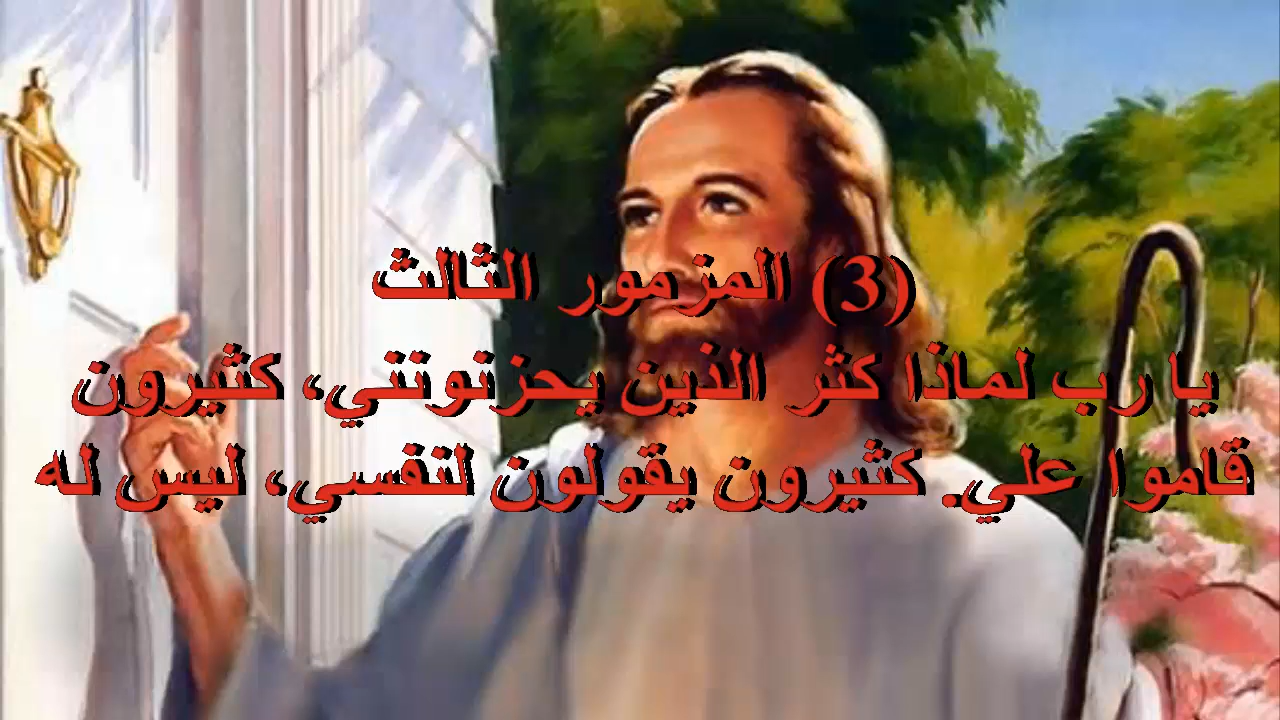 (3) المزمور الثالث
يا رب لماذا كثر الذين يحزنونني، كثيرون
قاموا علي. كثيرون يقولون لنفسي، ليس له